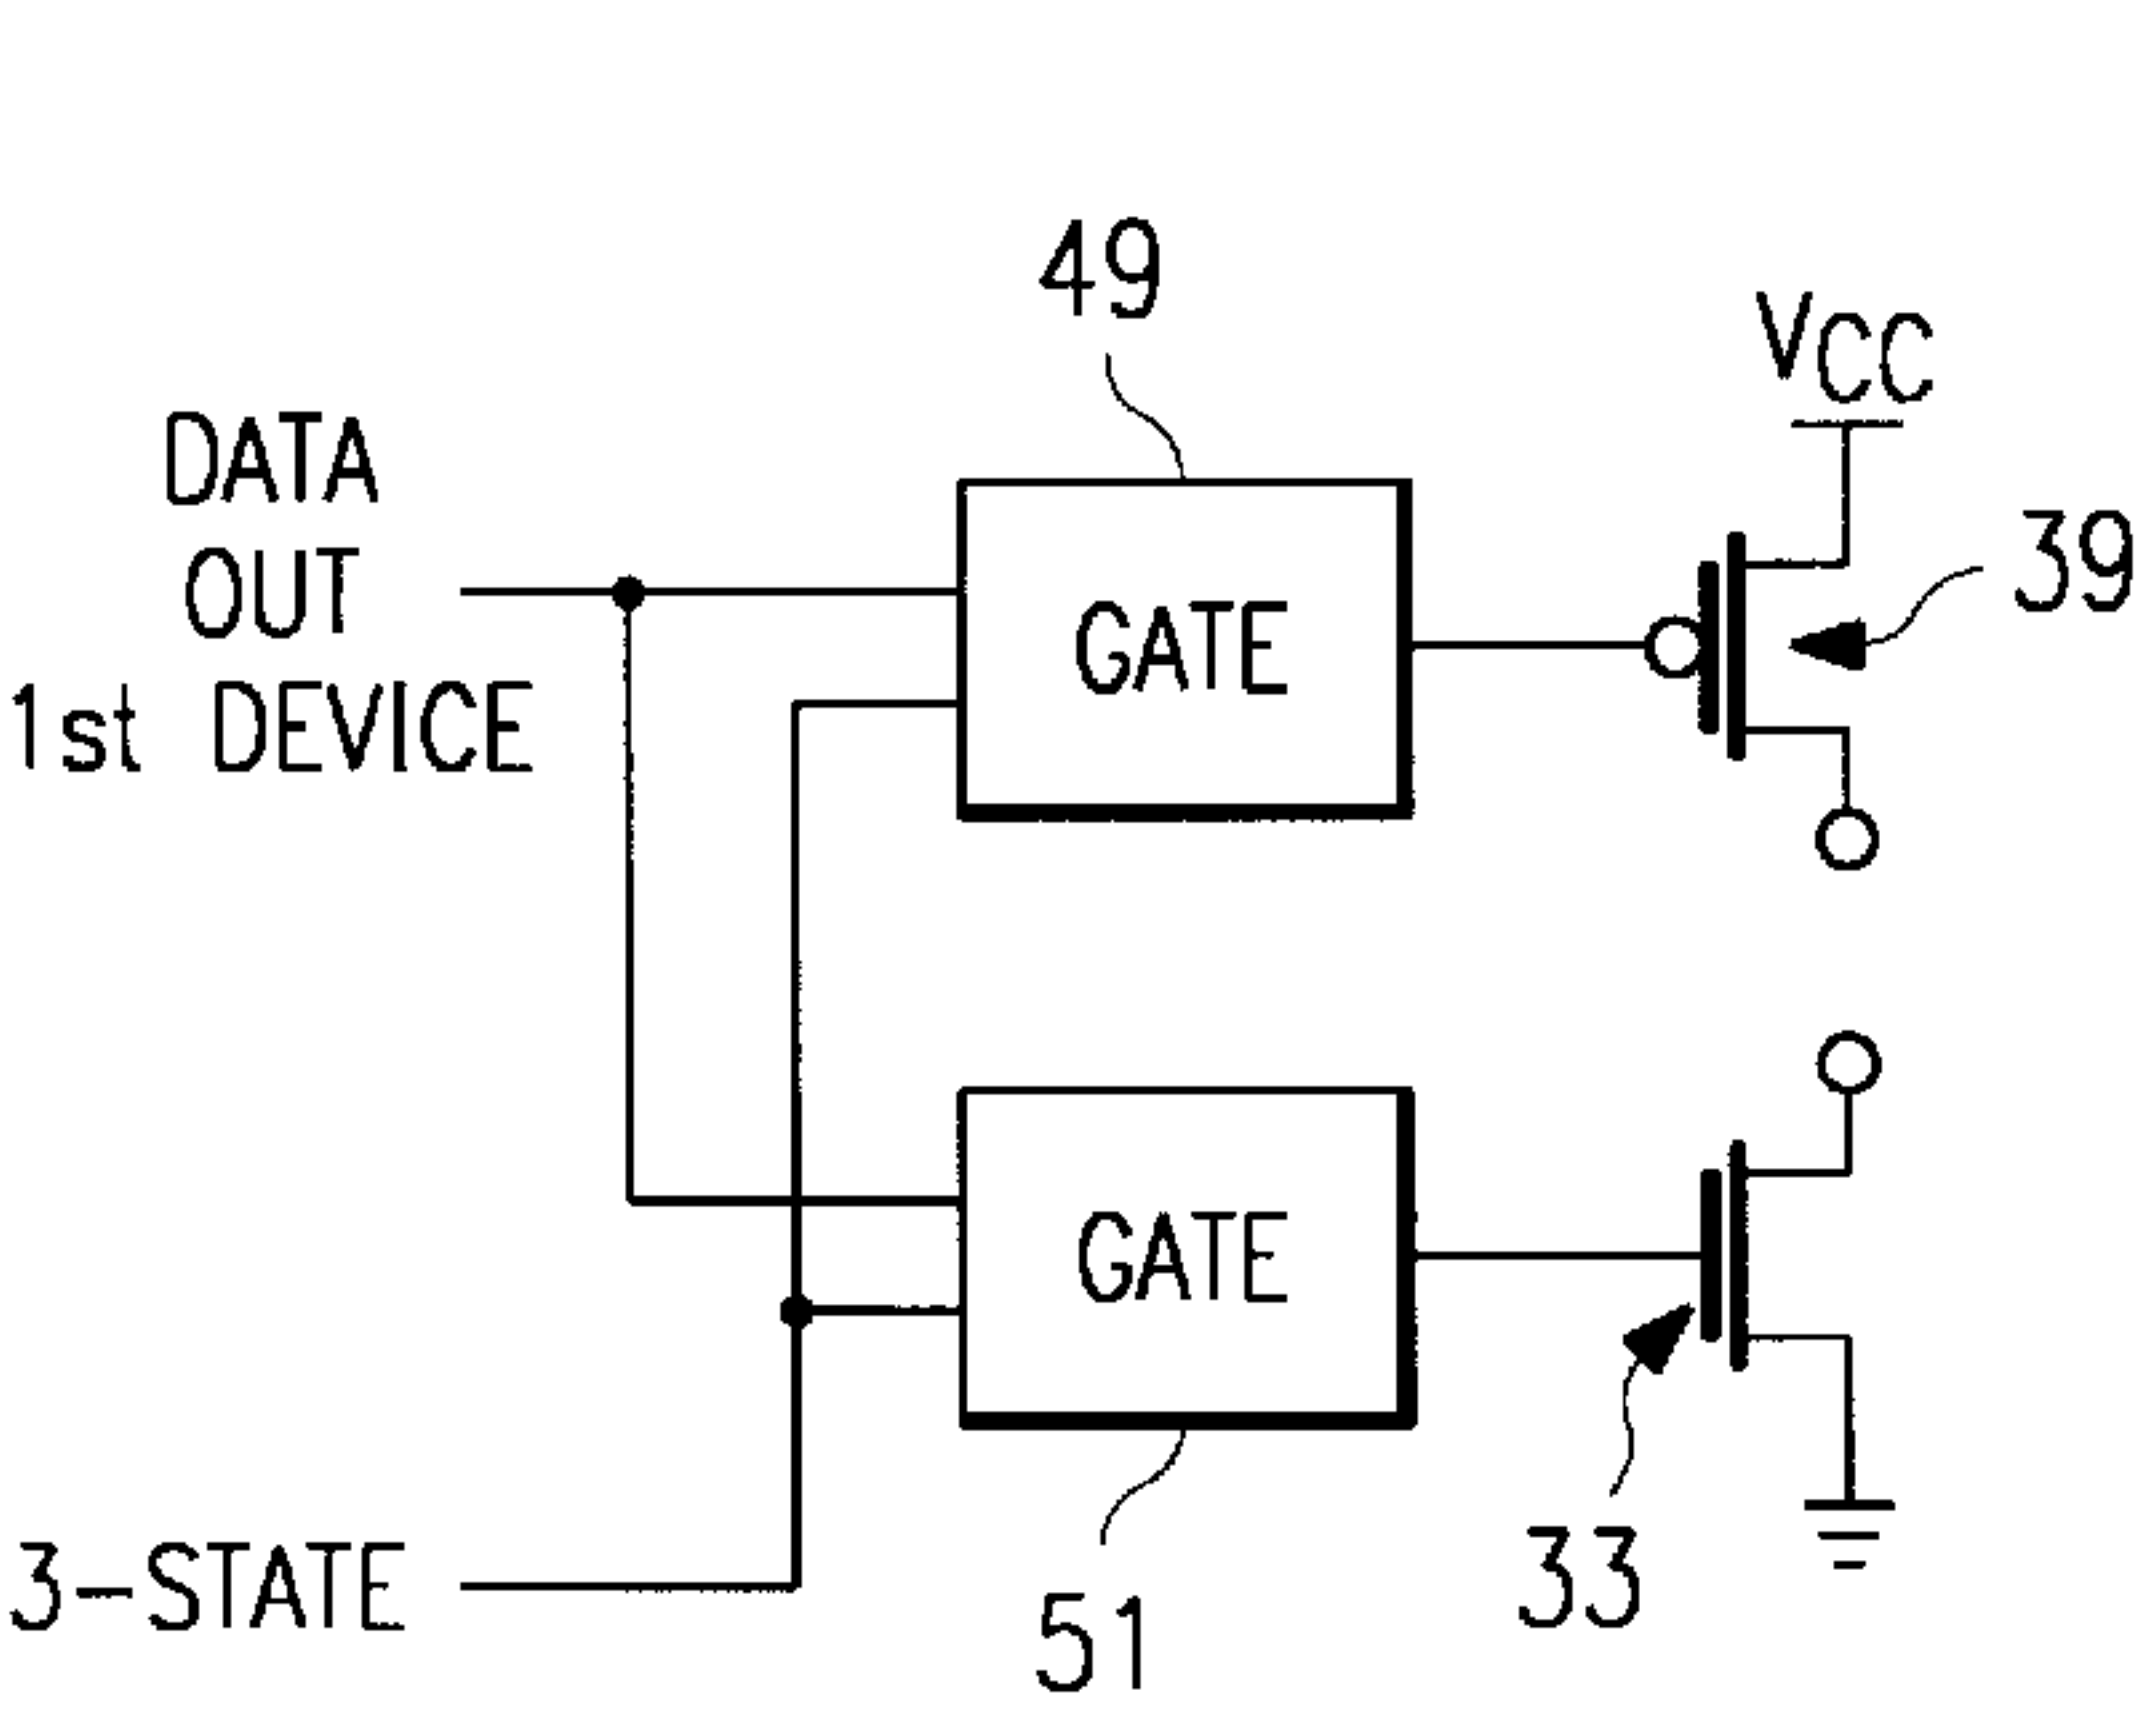 49
VCC
DATA
OUT
1st DEVICE
39
GATE
GATE
3-STATE
51
33